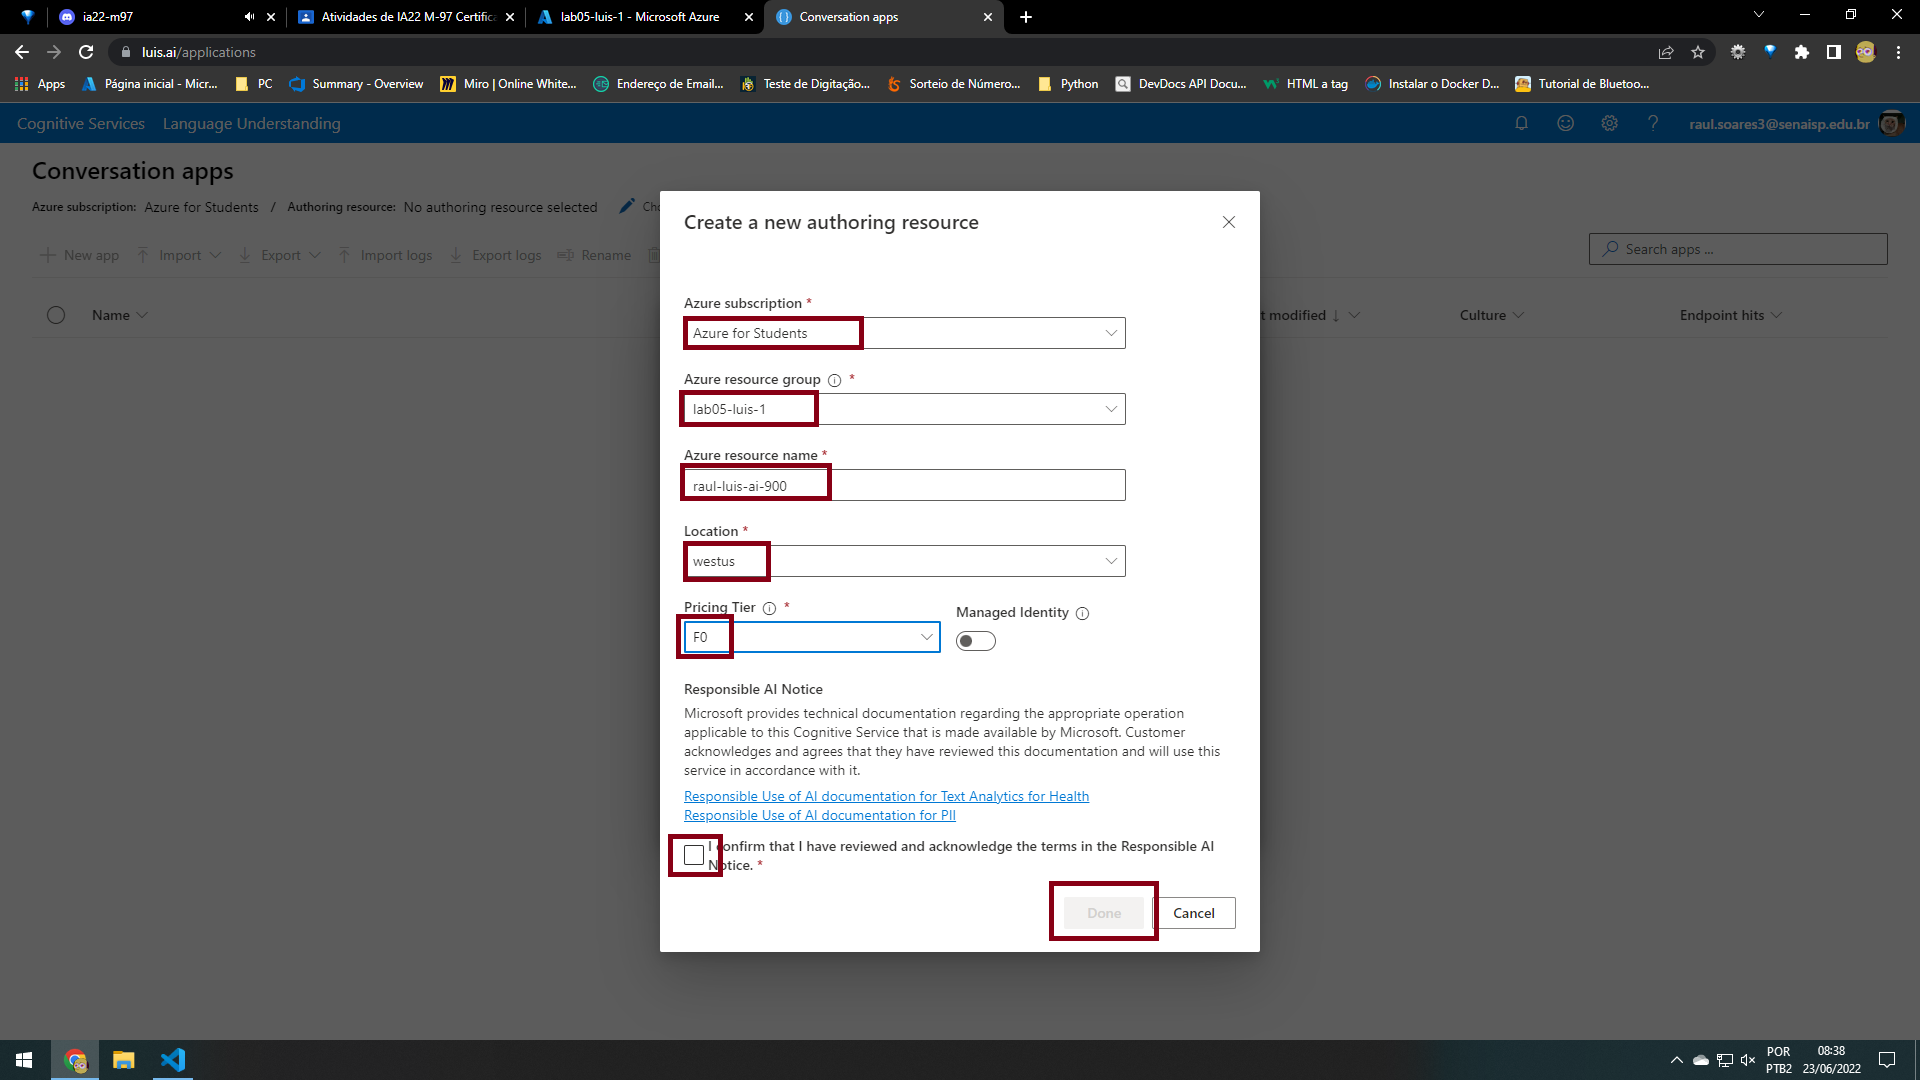 ia22-m97
Atividades de IA22 M-97 Certifica
lab05-luis-1 - Microsoft Azure
Conversation apps
luis.ai/applications
Apps
Página inicial - Micr...
PC
Summary - Overview
Miro | Online White...
Endereço de Email...
Teste de Digitação...
Sorteio de Número...
Python
DevDocs API Docu...
HTML a tag
Instalar o Docker D...
Tutorial de Bluetoo...
Cognitive Services
Language Understanding
raul.soares3@senaisp.edu.br
Conversation apps
Azure subscription: Azure for Students / Authoring resource: No authoring resource selected
New app
Import
Export
Import logs
Export logs
Rename
Search apps ...
Name
t modified ↓
Culture
Endpoint hits
Create a new authoring resource
Azure subscription *
Azure for Students
Azure resource group *
lab05-luis-1
Azure resource name *
raul-luis-ai-900
Location *
westus
Pricing Tier *
F0
Managed Identity
Responsible AI Notice
Microsoft provides technical documentation regarding the appropriate operation
applicable to this Cognitive Service that is made available by Microsoft. Customer
acknowledges and agrees that they have reviewed this documentation and will use this
service in accordance with it.
Responsible Use of AI documentation for Text Analytics for Health
Responsible Use of AI documentation for PII
I confirm that I have reviewed and acknowledge the terms in the Responsible AI
Notice. *
Done
Cancel
POR
PTB2
08:38
23/06/2022